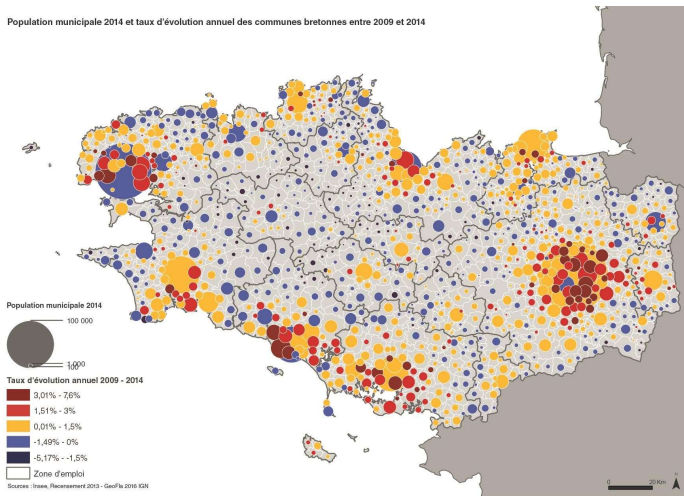 Population municipale 2014 et taux d'évolution annuel des communes bretonnes entre 2009 et 2014
Population municipale 2014
100 000
1 000
100
Taux d'évolution annuel 2009 - 2014
3,01% - 7,6%
1,51% - 3%
0,01% - 1,5%
-1,49% - 0%
-5,17% - -1,5%
Zone d'emploi
Sources : Insee, Recensement 2013 - GeoFla 2016 IGN
0 20 Km
N